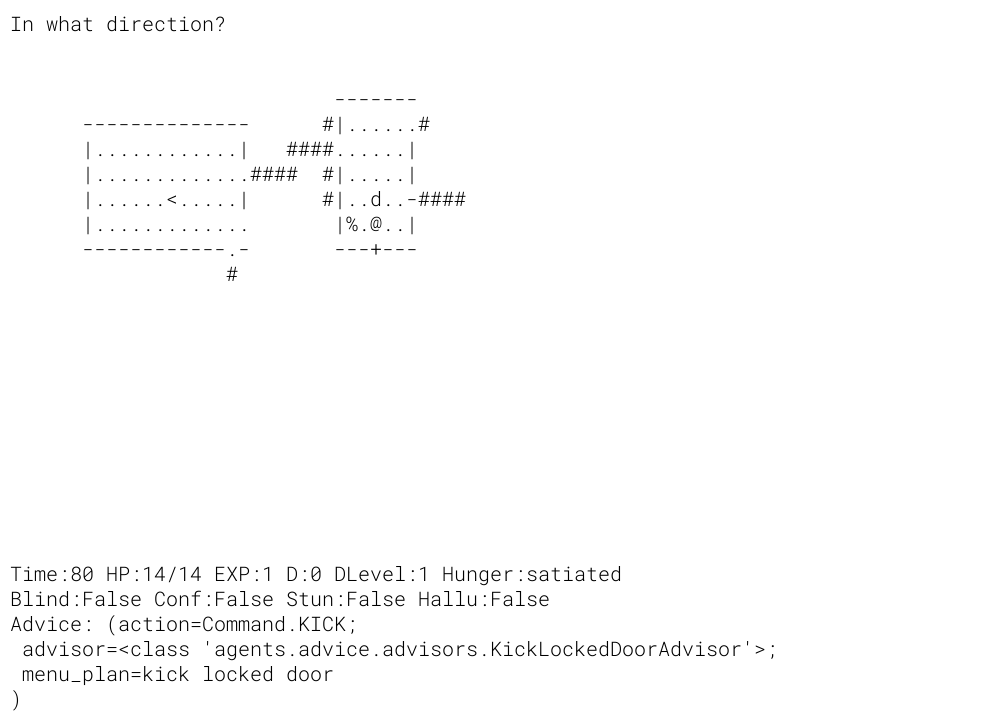 In what direction?
                           -------
      --------------      #|......#
      |............|   ####......|
      |.............####  #|.....|
      |......<.....|      #|..d..-####
      |.............       |%.@..|
      ------------.-       ---+---
                  #
Time:80 HP:14/14 EXP:1 D:0 DLevel:1 Hunger:satiated
Blind:False Conf:False Stun:False Hallu:False
Advice: (action=Command.KICK;
 advisor=<class 'agents.advice.advisors.KickLockedDoorAdvisor'>;
 menu_plan=kick locked door
)